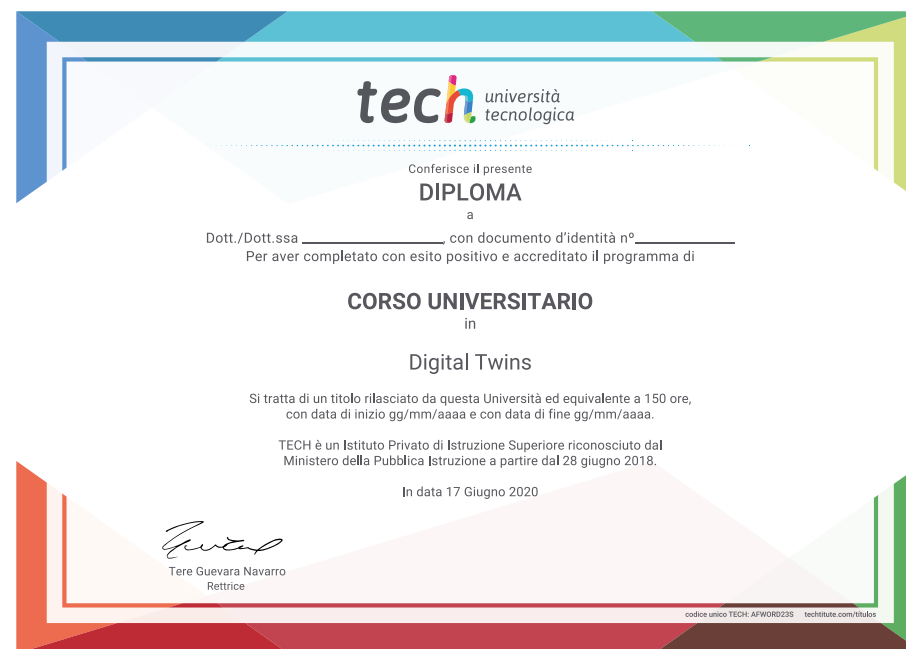 tech università
tecnologica
Conferisce il presente
DIPLOMA
a
Dott./Dott.ssa ____________________, con documento d'identità nº______________
Per aver completato con esito positivo e accreditato il programma di
CORSO UNIVERSITARIO
in
Digital Twins
Si tratta di un titolo rilasciato da questa Università ed equivalente a 150 ore,
con data di inizio gg/mm/aaaa e con data di fine gg/mm/aaaa.
TECH è un Istituto Privato di Istruzione Superiore riconosciuto dal
Ministero della Pubblica Istruzione a partire dal 28 giugno 2018.
In data 17 Giugno 2020
Tere Guevara Navarro
Rettrice
codice unico TECH: AFWORD23S techtitute.com/titulos